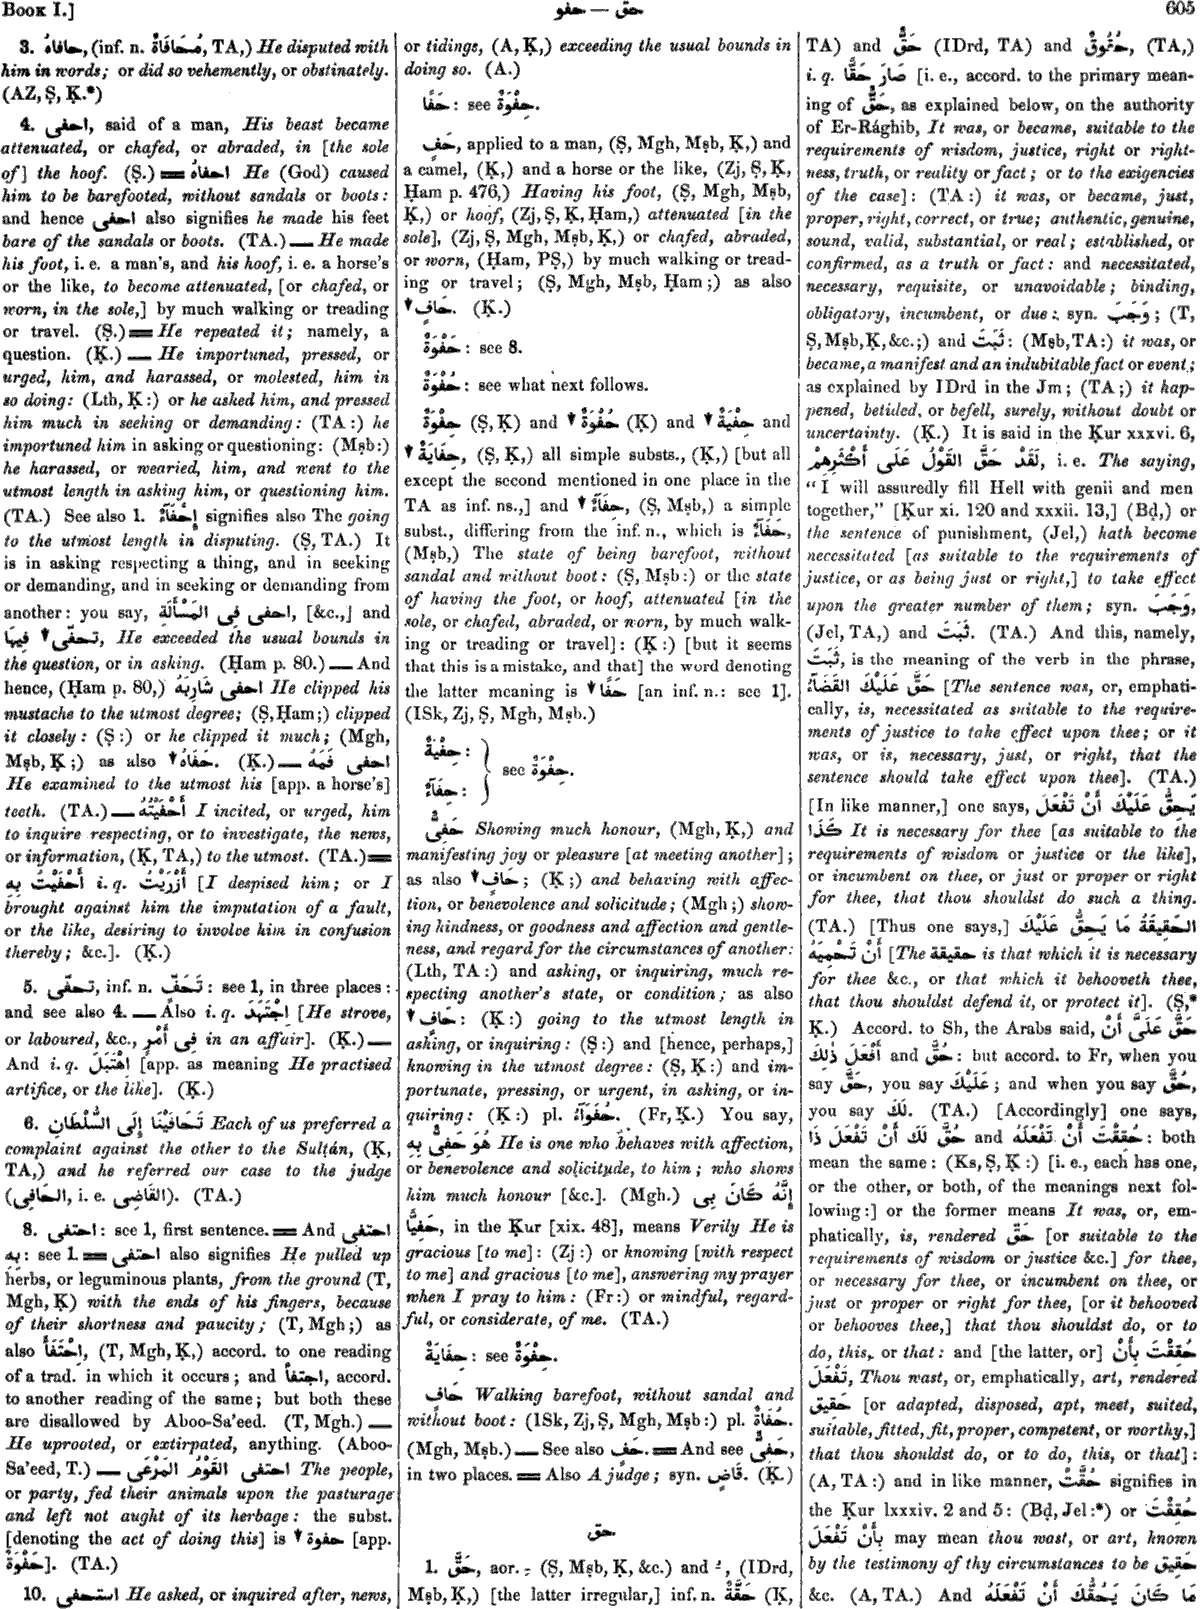 Book I.]
حفو — حق
605
3. حافاهُ, (inf. n. مُحَافَاةٌ, TA,) He disputed with
him in words; or did so vehemently, or obstinately.
(AZ, Ṣ, Ḳ.*)
4. احفى, said of a man, His beast became
attenuated, or chafed, or abraded, in [the sole
of] the hoof. (Ṣ.) ══ احفاهُ He (God) caused
him to be barefooted, without sandals or boots:
and hence احفى also signifies he made his feet
bare of the sandals or boots. (TA.) — He made
his foot, i. e. a man's, and his hoof, i. e. a horse's
or the like, to become attenuated, [or chafed, or
worn, in the sole,] by much walking or treading
or travel. (Ṣ.) ══ He repeated it; namely, a
question. (Ḳ.) — He importuned, pressed, or
urged, him, and harassed, or molested, him in
so doing: (Lth, Ḳ:) or he asked him, and pressed
him much in seeking or demanding: (TA:) he
importuned him in asking or questioning: (Mṣb:)
he harassed, or wearied, him, and went to the
utmost length in asking him, or questioning him.
(TA.) See also 1. إِحْفَآءٌ signifies also The going
to the utmost length in disputing. (Ṣ, TA.) It
is in asking respecting a thing, and in seeking
or demanding, and in seeking or demanding from
another: you say, احفى فِى المَسْأَلَةِ, [&c.,] and
تحفّى ▾ فِيهَا, He exceeded the usual bounds in
the question, or in asking. (Ḥam p. 80.) — And
hence, (Ḥam p. 80,) احفى شَارِبَهُ He clipped his
mustache to the utmost degree; (Ṣ, Ḥam;) clipped
it closely: (Ṣ:) or he clipped it much; (Mgh,
Mṣb, Ḳ;) as also ▾ حَفَاهُ. (Ḳ.) — احفى فَمَهُ
He examined to the utmost his [app. a horse's]
teeth. (TA.) — أَحْفَيْتُهُ I incited, or urged, him
to inquire respecting, or to investigate, the news,
or information, (Ḳ, TA,) to the utmost. (TA.) ══
أَحْفَيْتُ بِهِ i. q. أَزْرَيْتُ [I despised him; or I
brought against him the imputation of a fault,
or the like, desiring to involve him in confusion
thereby; &c.]. (Ḳ.)
5. تحفّى, inf. n. تَحَفٍّ: see 1, in three places:
and see also 4. — Also i. q. اِجْتَهَدَ [He strove,
or laboured, &c., فِى أَمْرٍ in an affair]. (Ḳ.) —
And i. q. اِهْتَبَلَ [app. as meaning He practised
artifice, or the like]. (Ḳ.)
6. تَحَافَيْنَا إِلَى السُّلْطَانِ Each of us preferred a
complaint against the other to the Sulṭán, (Ḳ,
TA,) and he referred our case to the judge
(الحَافِى, i. e. القَاضِى). (TA.)
8. احتفى: see 1, first sentence. ══ And احتفى
بِهِ: see 1. ══ احتفى also signifies He pulled up
herbs, or leguminous plants, from the ground (T,
Mgh, Ḳ) with the ends of his fingers, because
of their shortness and paucity; (T, Mgh;) as
also اِحْتَفَأَ, (T, Mgh, Ḳ,) accord. to one reading
of a trad. in which it occurs; and اجتفأ, accord.
to another reading of the same; but both these
are disallowed by Aboo-Sa'eed. (T, Mgh.) —
He uprooted, or extirpated, anything. (Aboo-
Sa'eed, T.) — احتفى القَوْمُ المَرْعَى The people,
or party, fed their animals upon the pasturage
and left not aught of its herbage: the subst.
[denoting the act of doing this] is ▾ حفوة [app.
حَفْوَةٌ]. (TA.)
10. استحفى He asked, or inquired after, news,
or tidings, (A, Ḳ,) exceeding the usual bounds in
doing so. (A.)
حَفًا: see حِفْوَةٌ.
حَفٍ, applied to a man, (Ṣ, Mgh, Mṣb, Ḳ,) and
a camel, (Ḳ,) and a horse or the like, (Zj, Ṣ, Ḳ,
Ḥam p. 476,) Having his foot, (Ṣ, Mgh, Mṣb,
Ḳ,) or hoof, (Zj, Ṣ, Ḳ, Ḥam,) attenuated [in the
sole], (Zj, Ṣ, Mgh, Mṣb, Ḳ,) or chafed, abraded,
or worn, (Ḥam, PṢ,) by much walking or tread-
ing or travel; (Ṣ, Mgh, Mṣb, Ḥam;) as also
▾ حَافٍ. (Ḳ.)
حَفْوَةٌ: see 8.
حُفْوَةٌ: see what next follows.
حِفْوَةٌ (Ṣ, Ḳ) and ▾ حُفْوَةٌ (Ḳ) and ▾ حِفْيَةٌ and
▾ حِفَايَةٌ, (Ṣ, Ḳ,) all simple substs., (Ḳ,) [but all
except the second mentioned in one place in the
TA as inf. ns.,] and ▾ حِفَآءٌ, (Ṣ, Mṣb,) a simple
subst., differing from the inf. n., which is حَفَآءٌ,
(Mṣb,) The state of being barefoot, without
sandal and without boot: (Ṣ, Mṣb:) or the state
of having the foot, or hoof, attenuated [in the
sole, or chafed, abraded, or worn, by much walk-
ing or treading or travel]: (Ḳ:) [but it seems
that this is a mistake, and that] the word denoting
the latter meaning is ▾ حَفًا [an inf. n.: see 1].
(ISk, Zj, Ṣ, Mgh, Mṣb.)
حِفْيَةٌ:
see حِفْوَةٌ.
حِفَآءٌ:
حَفِىٌّ Showing much honour, (Mgh, Ḳ,) and
manifesting joy or pleasure [at meeting another];
as also ▾ حَافٍ; (Ḳ;) and behaving with affec-
tion, or benevolence and solicitude; (Mgh;) show-
ing kindness, or goodness and affection and gentle-
ness, and regard for the circumstances of another:
(Lth, TA:) and asking, or inquiring, much re-
specting another's state, or condition; as also
▾ حَافٍ: (Ḳ:) going to the utmost length in
asking, or inquiring: (Ṣ:) and [hence, perhaps,]
knowing in the utmost degree: (Ṣ, Ḳ:) and im-
portunate, pressing, or urgent, in asking, or in-
quiring: (Ḳ:) pl. حُفَوَآءُ. (Fr, Ḳ.) You say,
هُوَ حَفِىٌّ بِهِ He is one who behaves with affection,
or benevolence and solicitude, to him; who shows
him much honour [&c.]. (Mgh.) إِنَّهُ كَانَ بِى
حَفِيًّا, in the Ḳur [xix. 48], means Verily He is
gracious [to me]: (Zj:) or knowing [with respect
to me] and gracious [to me], answering my prayer
when I pray to him: (Fr:) or mindful, regard-
ful, or considerate, of me. (TA.)
حِفَايَةٌ: see حِفْوَةٌ.
حَافٍ Walking barefoot, without sandal and
without boot: (ISk, Zj, Ṣ, Mgh, Mṣb:) pl. حُفَاةٌ.
(Mgh, Mṣb.) — See also حَفٍ. ══ And see حَفِىٌّ,
in two places. ══ Also A judge; syn. قَاضٍ. (Ḳ.)
حق
1. حَقَّ, aor. ـِ (Ṣ, Mṣb, Ḳ, &c.) and ـُ, (IDrd,
Mṣb, Ḳ,) [the latter irregular,] inf. n. حَقَّةٌ (Ḳ,
TA) and حَقٌّ (IDrd, TA) and حُقُوقٌ, (TA,)
i. q. صَارَ حَقًّا [i. e., accord. to the primary mean-
ing of حَقٌّ, as explained below, on the authority
of Er-Rághib, It was, or became, suitable to the
requirements of wisdom, justice, right or right-
ness, truth, or reality or fact; or to the exigencies
of the case]: (TA:) it was, or became, just,
proper, right, correct, or true; authentic, genuine,
sound, valid, substantial, or real; established, or
confirmed, as a truth or fact: and necessitated,
necessary, requisite, or unavoidable; binding,
obligatory, incumbent, or due:, syn. وَجَبَ; (T,
Ṣ, Mṣb, Ḳ, &c.;) and ثَبَتَ: (Mṣb, TA:) it was, or
became, a manifest and an indubitable fact or event;
as explained by IDrd in the Jm; (TA;) it hap-
pened, betided, or befell, surely, without doubt or
uncertainty. (Ḳ.) It is said in the Ḳur xxxvi. 6,
لَقَدْ حَقَّ القَوْلُ عَلَى أَكْثَرِهِمْ, i. e. The saying,
"I will assuredly fill Hell with genii and men
together," [Ḳur xi. 120 and xxxii. 13,] (Bḍ,) or
the sentence of punishment, (Jel,) hath become
necessitated [as suitable to the requirements of
justice, or as being just or right,] to take effect
upon the greater number of them; syn. وَجَبَ,
(Jel, TA,) and ثَبَتَ. (TA.) And this, namely,
ثَبَتَ, is the meaning of the verb in the phrase,
حَقَّ عَلَيْكَ القَضَآءُ [The sentence was, or, emphati-
cally, is, necessitated as suitable to the require-
ments of justice to take effect upon thee; or it
was, or is, necessary, just, or right, that the
sentence should take effect upon thee]. (TA.)
[In like manner,] one says, يَحِقُّ عَلَيْكَ أَنْ تَفْعَلَ
كَذَا It is necessary for thee [as suitable to the
requirements of wisdom or justice or the like],
or incumbent on thee, or just or proper or right
for thee, that thou shouldst do such a thing.
(TA.) [Thus one says,] الحَقِيقَةُ مَا يَحِقُّ عَلَيْكَ
أَنْ تَحْمِيَهُ [The حقيقة is that which it is necessary
for thee &c., or that which it behooveth thee,
that thou shouldst defend it, or protect it]. (Ṣ,*
Ḳ.) Accord. to Sh, the Arabs said, حَقَّ عَلَىَّ أَنْ
أَفْعَلَ ذٰلِكَ and حُقَّ: but accord. to Fr, when you
say حَقَّ, you say عَلَيْكَ; and when you say حُقَّ,
you say لَكَ. (TA.) [Accordingly] one says,
حُقَّ لَكَ أَنْ تَفْعَلَ ذَا and حُقِقْتَ أَنْ تَفْعَلَهُ: both
mean the same: (Ks, Ṣ, Ḳ:) [i. e., each has one,
or the other, or both, of the meanings next fol-
lowing:] or the former means It was, or, em-
phatically, is, rendered حَقّ [or suitable to the
requirements of wisdom or justice &c.] for thee,
or necessary for thee, or incumbent on thee, or
just or proper or right for thee, [or it behooved
or behooves thee,] that thou shouldst do, or to
do, this, or that: and [the latter, or] حُقِقْتَ بِأَنْ
تَفْعَلَ, Thou wast, or, emphatically, art, rendered
حَقِيق [or adapted, disposed, apt, meet, suited,
suitable, fitted, fit, proper, competent, or worthy,]
that thou shouldst do, or to do, this, or that]:
(A, TA:) and in like manner, حُقَّتْ signifies in
the Ḳur lxxxiv. 2 and 5: (Bḍ, Jel:*) or حُقِقْتَ
بِأَنْ تَفْعَلَ may mean thou wast, or art, known
by the testimony of thy circumstances to be حَقِيق
&c. (A, TA.) And مَا كَانَ يَحُقُّكَ أَنْ تَفْعَلَهُ